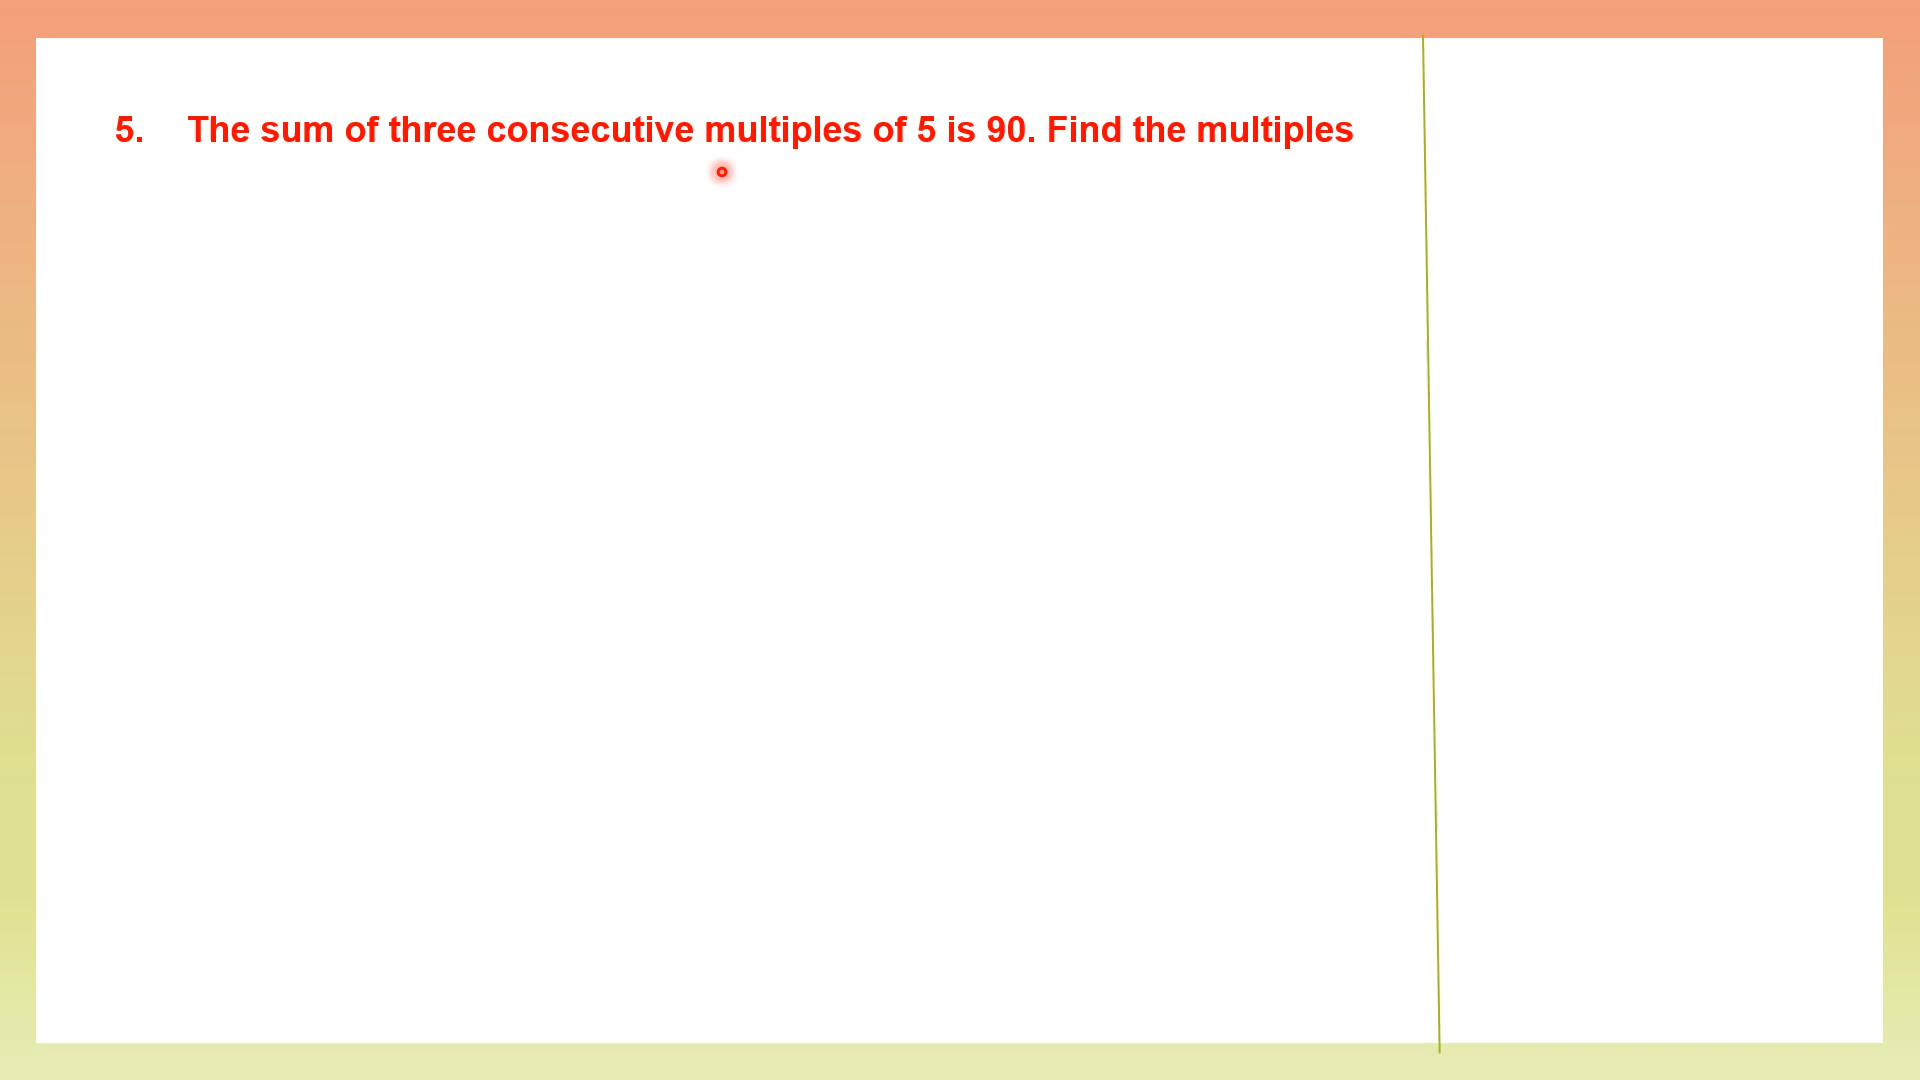 5. The sum of three consecutive multiples of 5 is 90. Find the multiples